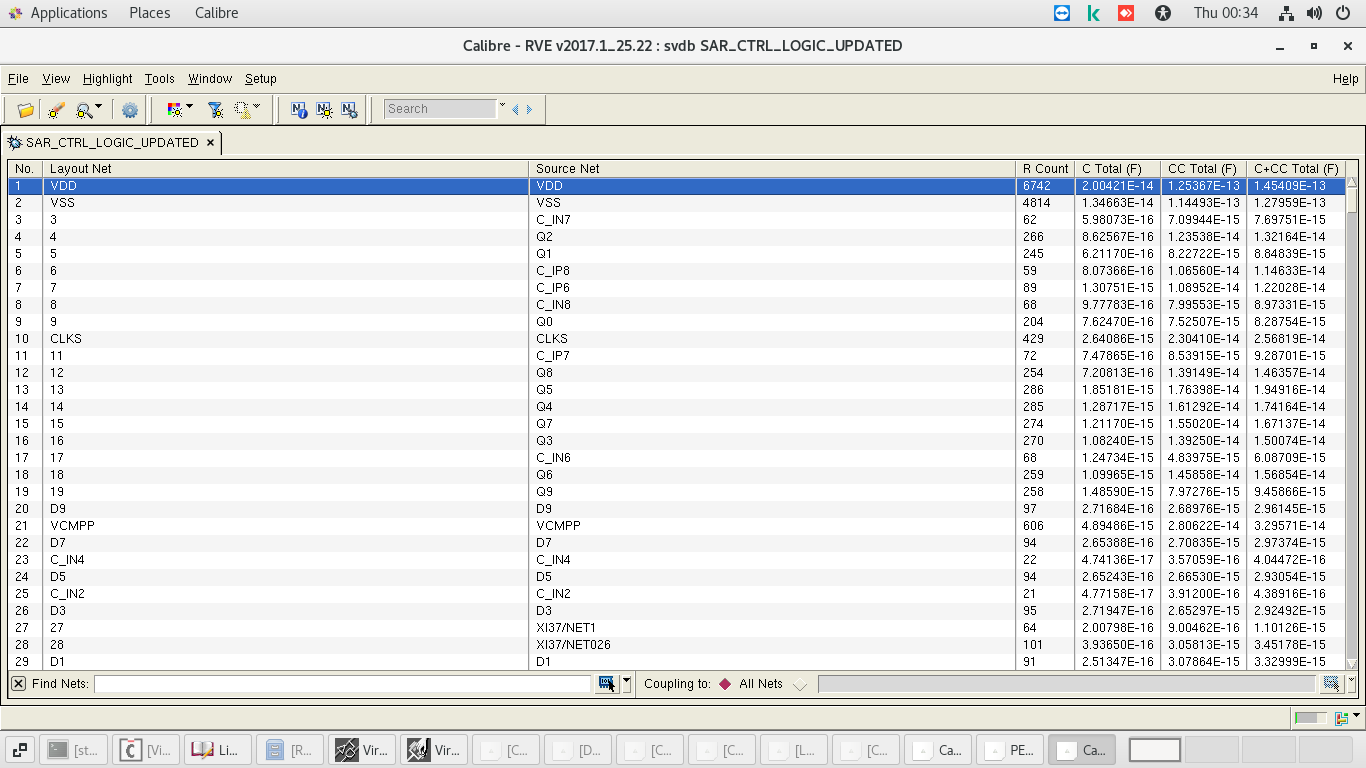 Applications Places Calibre Thu 00:34
Calibre - RVE v2017.1_25.22 : svdb SAR_CTRL_LOGIC_UPDATED
File View Highlight Tools Window Setup Help
Search
SAR_CTRL_LOGIC_UPDATED
No. Layout Net Source Net R Count C Total (F) CC Total (F) C+CC Total (F)
1 VDD VDD 6742 2.00421E-14 1.25367E-13 1.45409E-13
2 VSS VSS 4814 1.34663E-14 1.14493E-13 1.27959E-13
3 3 C_IN7 62 5.98073E-16 7.09944E-15 7.69751E-15
4 4 Q2 266 8.62567E-16 1.23538E-14 1.32164E-14
5 5 Q1 245 6.21170E-16 8.22722E-15 8.84839E-15
6 6 C_IP8 59 8.07366E-16 1.06560E-14 1.14633E-14
7 7 C_IP6 89 1.30751E-15 1.08952E-14 1.22028E-14
8 8 C_IN8 68 9.77783E-16 7.99553E-15 8.97331E-15
9 9 Q0 204 7.62470E-16 7.52507E-15 8.28754E-15
10 CLKS CLKS 429 2.64086E-15 2.30410E-14 2.56819E-14
11 11 C_IP7 72 7.47865E-16 8.53915E-15 9.28701E-15
12 12 Q8 254 7.20813E-16 1.39149E-14 1.46357E-14
13 13 Q5 286 1.85181E-15 1.76398E-14 1.94916E-14
14 14 Q4 285 1.28717E-15 1.61292E-14 1.74164E-14
15 15 Q7 274 1.21170E-15 1.55020E-14 1.67137E-14
16 16 Q3 270 1.08240E-15 1.39250E-14 1.50074E-14
17 17 C_IN6 68 1.24734E-15 4.83975E-15 6.08709E-15
18 18 Q6 259 1.09965E-15 1.45858E-14 1.56854E-14
19 19 Q9 258 1.48590E-15 7.97276E-15 9.45866E-15
20 D9 D9 97 2.71684E-16 2.68976E-15 2.96145E-15
21 VCMPP VCMPP 606 4.89486E-15 2.80622E-14 3.29571E-14
22 D7 D7 94 2.65388E-16 2.70835E-15 2.97374E-15
23 C_IN4 C_IN4 22 4.74136E-17 3.57059E-16 4.04472E-16
24 D5 D5 94 2.65243E-16 2.66530E-15 2.93054E-15
25 C_IN2 C_IN2 21 4.77158E-17 3.91200E-16 4.38916E-16
26 D3 D3 95 2.71947E-16 2.65297E-15 2.92492E-15
27 27 XI37/NET1 64 2.00798E-16 9.00462E-16 1.10126E-15
28 28 XI37/NET026 101 3.93650E-16 3.05813E-15 3.45178E-15
29 D1 D1 91 2.51347E-16 3.07864E-15 3.32999E-15
Find Nets: Coupling to: All Nets
[st... [Vi... Li... [R... Vir... Vir... [C... [D... [C... [C... [L... [C... Ca... PE... Ca...